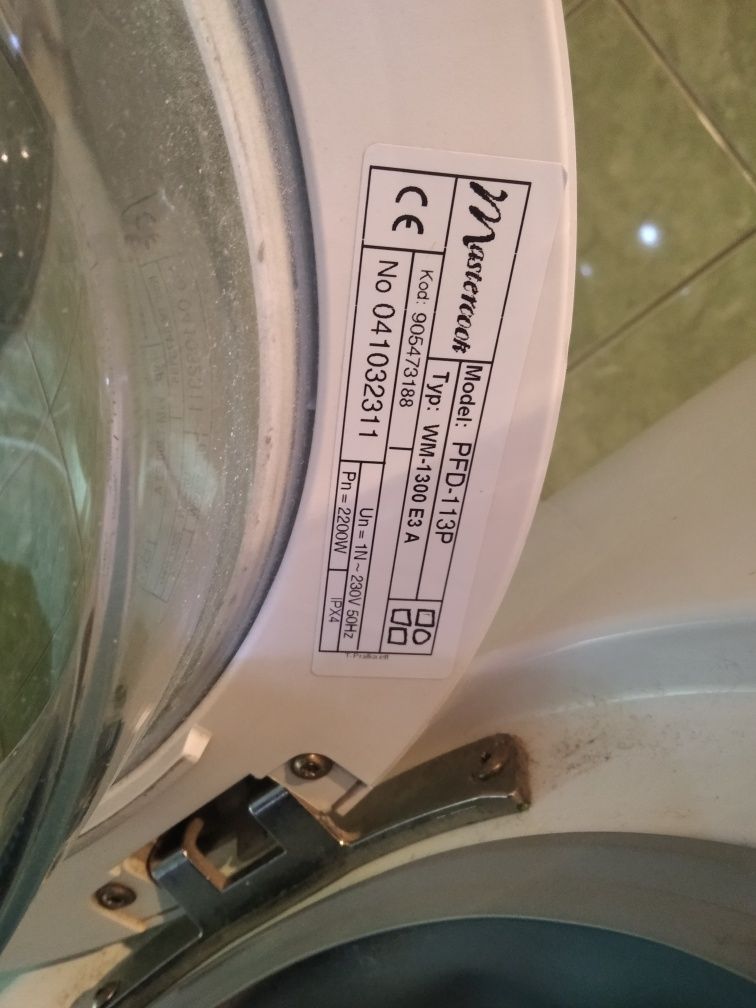 Mastercook
Model: PFD-113P
Typ: WM-1300 E3 A
CE
Kod: 905473188
No 041032311
Un = 1N ~ 230V 50Hz
Pn = 2200W
IPX4